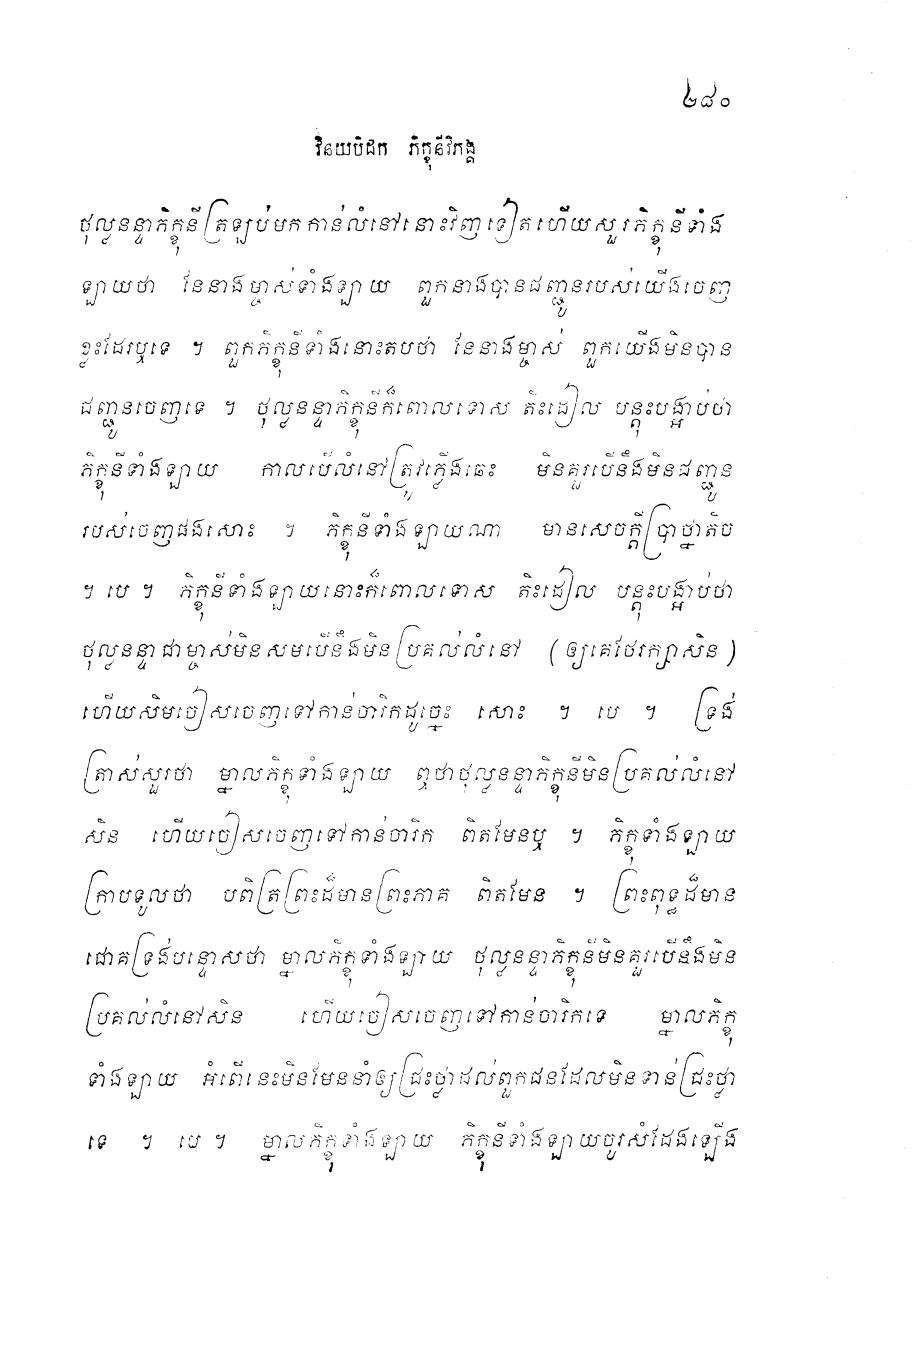 ២៨០
វិនយបិដក ភិក្ខុនីវិភង្គ
ថុល្លនន្ទាភិក្ខុនីត្រឡប់មកកាន់លំនៅនោះវិញទៀត ហើយសួរភិក្ខុនីទាំង
ឡាយថា នែនាងម្ចាស់ទាំងឡាយ ពួកនាងបានជញ្ជូនរបស់យើងចេញ
ខ្លះដែរឬទេ ។ ពួកភិក្ខុនីទាំងនោះតបថា នែនាងម្ចាស់ ពួកយើងមិនបាន
ជញ្ជូនចេញទេ ។ ថុល្លនន្ទាភិក្ខុនីក៏ពោលទោស តិះដៀល បន្តុះបង្អាប់ថា
ភិក្ខុនីទាំងឡាយ កាលបើលំនៅត្រូវភ្លើងឆេះ មិនគួរបើនឹងមិនជញ្ជូន
របស់ចេញផងសោះ ។ ភិក្ខុនីទាំងឡាយណា មានសេចក្តីប្រាថ្នាតិច
។ បេ ។ ភិក្ខុនីទាំងឡាយនោះក៏ពោលទោស តិះដៀល បន្តុះបង្អាប់ថា
ថុល្លនន្ទាជាម្ចាស់មិនសមបើនឹងមិនប្រគល់លំនៅ (ឲ្យគេថែរក្សាសិន)
ហើយសិមចៀសចេញទៅកាន់ចារិកដូច្នេះ សោះ ។ បេ ។ ទ្រង់
ត្រាស់សួរថា ម្នាលភិក្ខុទាំងឡាយ ឮថាថុល្លនន្ទាភិក្ខុនីមិនប្រគល់លំនៅ
សិន ហើយចៀសចេញទៅកាន់ចារិក ពិតមែនឬ ។ ភិក្ខុទាំងឡាយ
ក្រាបទូលថា បពិត្រព្រះដ៏មានព្រះភាគ ពិតមែន ។ ព្រះពុទ្ធដ៏មាន
ជោគទ្រង់បន្ទោសថា ម្នាលភិក្ខុទាំងឡាយ ថុល្លនន្ទាភិក្ខុនីមិនគួរបើនឹងមិន
ប្រគល់លំនៅសិន ហើយចៀសចេញទៅកាន់ចារិកទេ ម្នាលភិក្ខុ
ទាំងឡាយ អំពើនេះមិនមែននាំឲ្យជ្រះថ្លាដល់ពួកជនដែលមិនទាន់ជ្រះថ្លា
ទេ ។ បេ ។ ម្នាលភិក្ខុទាំងឡាយ ភិក្ខុនីទាំងឡាយចូរសំដែងឡើង